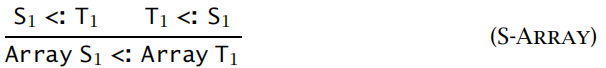 S₁ <: T₁    T₁ <: S₁
Array S₁ <: Array T₁    (S-ARRAY)